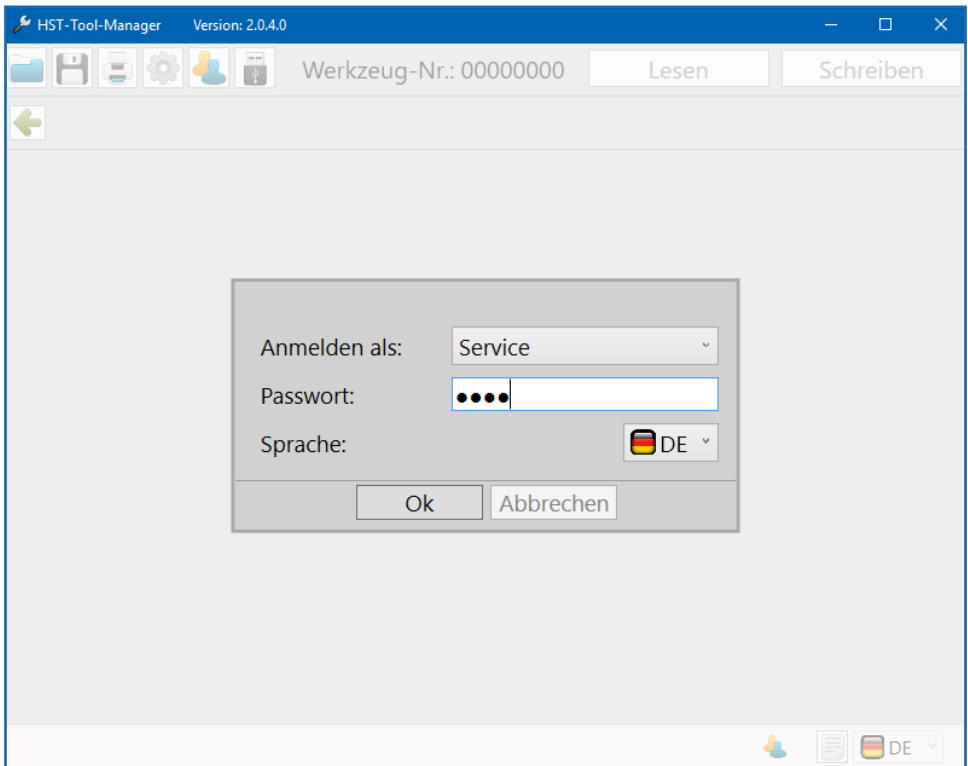 HST-Tool-Manager Version: 2.0.4.0
Werkzeug-Nr.: 00000000 Lesen Schreiben
Anmelden als: Service
Passwort: ●●●●
Sprache: DE
Ok Abbrechen
DE